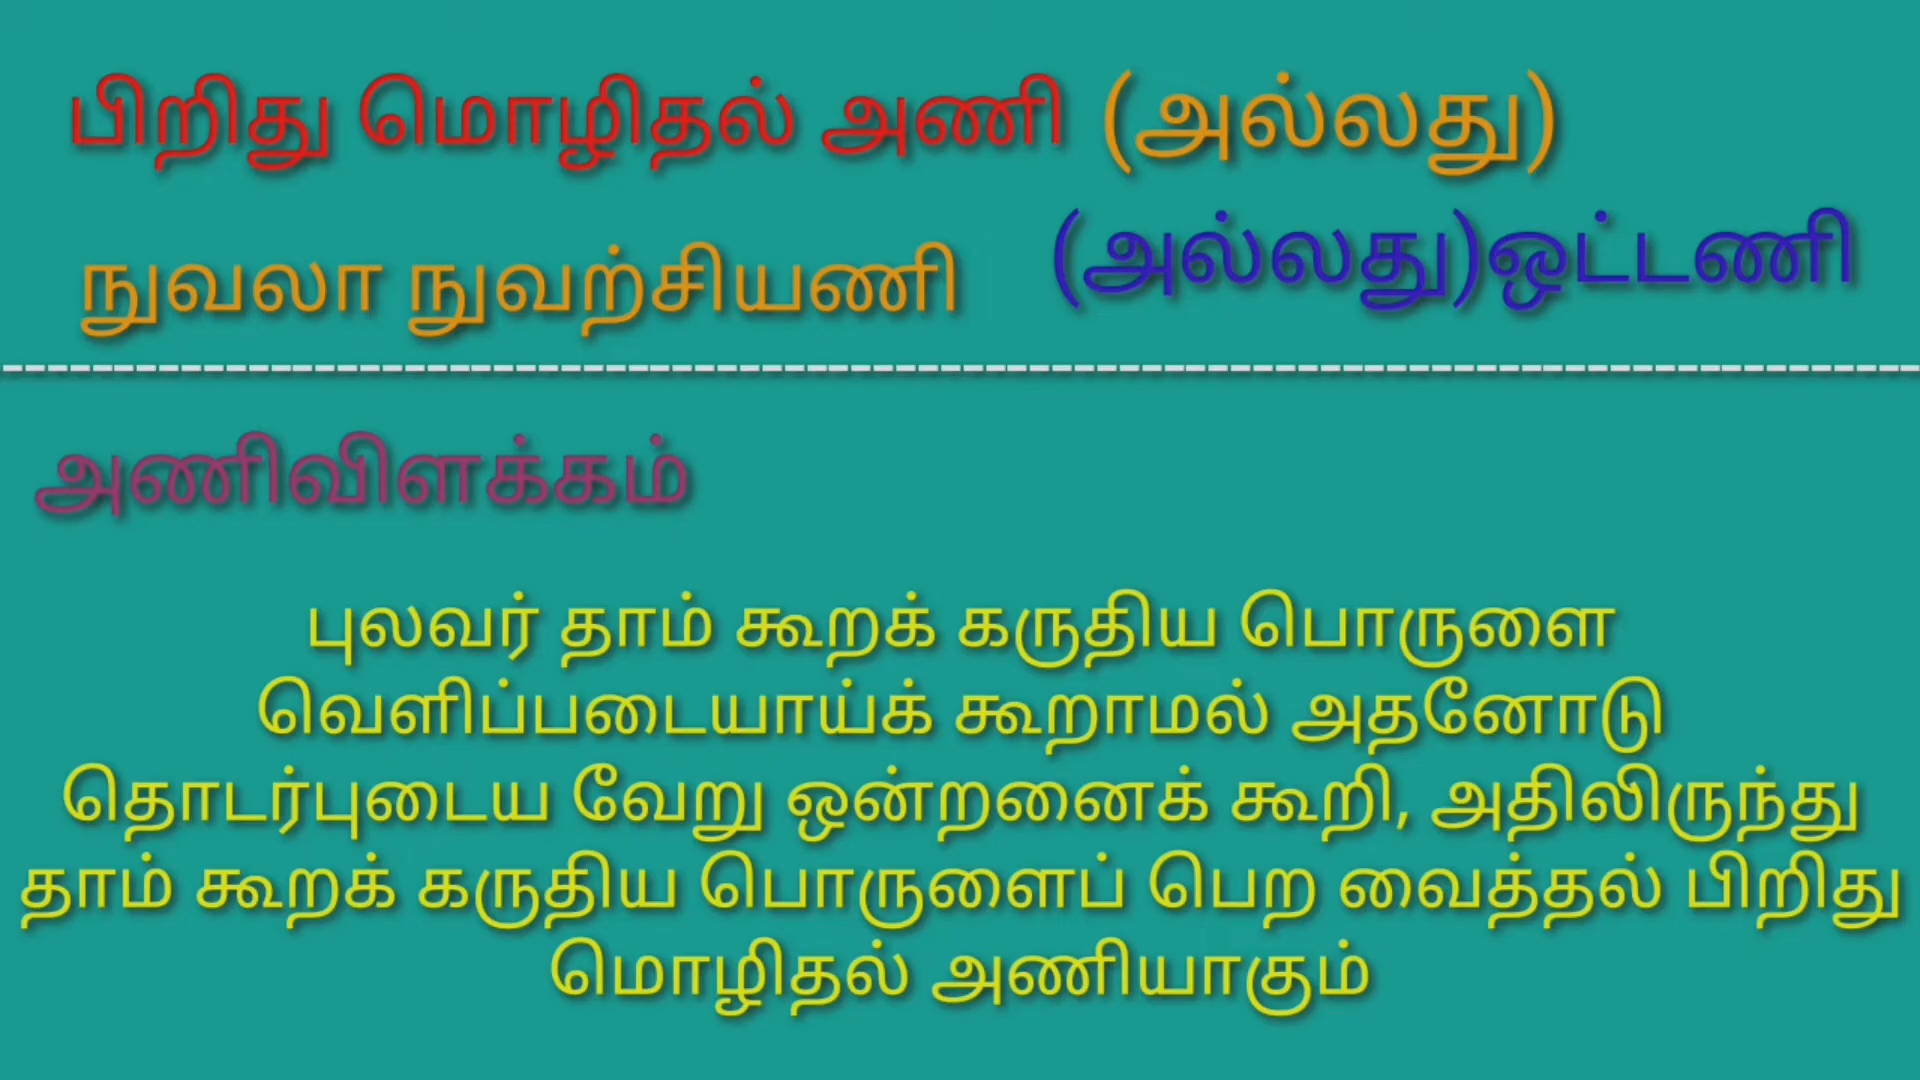 பிறிது மொழிதல் அணி (அல்லது)
நுவலா நுவற்சியணி (அல்லது)ஒட்டணி
அணிவிளக்கம்
புலவர் தாம் கூறக் கருதிய பொருளை
வெளிப்படையாய்க் கூறாமல் அதனோடு
தொடர்புடைய வேறு ஒன்றனைக் கூறி, அதிலிருந்து
தாம் கூறக் கருதிய பொருளைப் பெற வைத்தல் பிறிது
மொழிதல் அணியாகும்